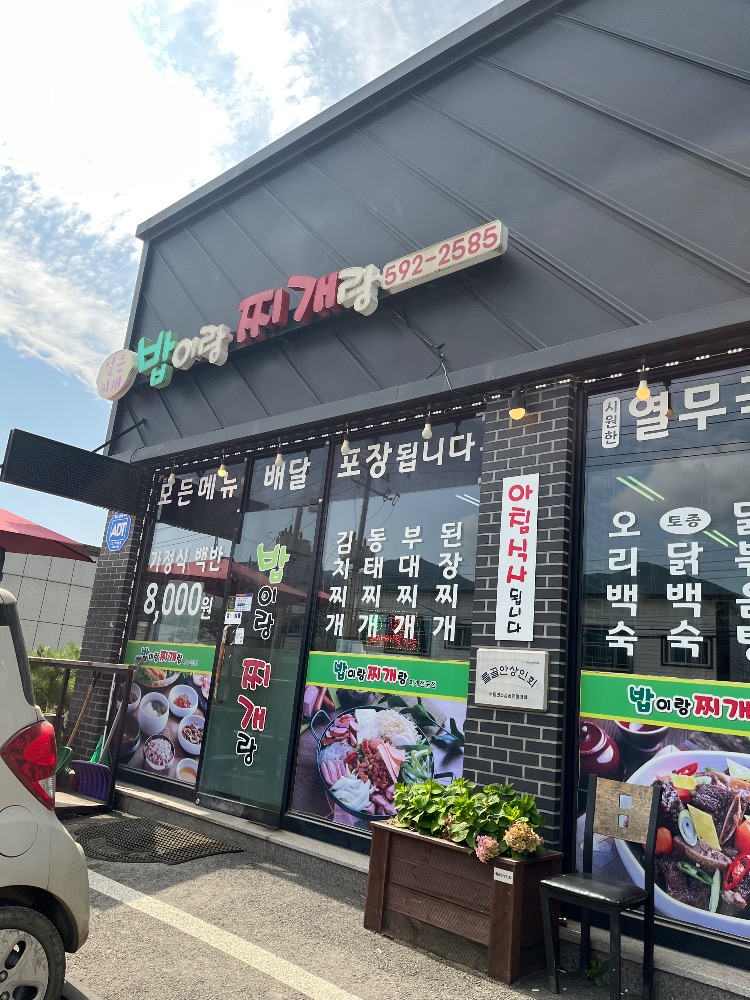 얼큰
찌개
밥이랑 찌개랑 592-2585
모든메뉴 배달 포장됩니다
시원한 열무
ADT
가정식 백반
8,000원
밥이랑 찌개랑
김치찌개
동태찌개
부대찌개
된장찌개
아침식사 됩니다
오리백숙
토종 닭백숙
밥이랑찌개랑
밥이랑찌개랑
밥이랑찌개